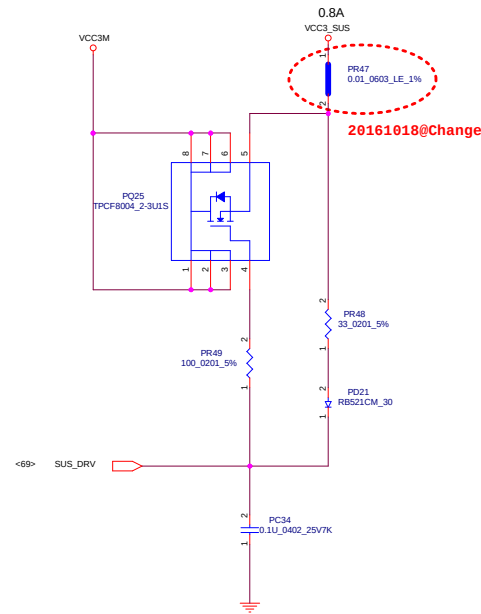 0.8A
VCC3_SUS
VCC3M
1
PR47
0.01_0603_LE_1%
2
20161018@Change
8
7
6
5
PQ25
TPCF8004_2-3U1S
1
2
3
4
2
PR48
33_0201_5%
1
2
PR49
100_0201_5%
1
2
PD21
RB521CM_30
1
<69>
SUS_DRV
2
PC34
0.1U_0402_25V7K
1